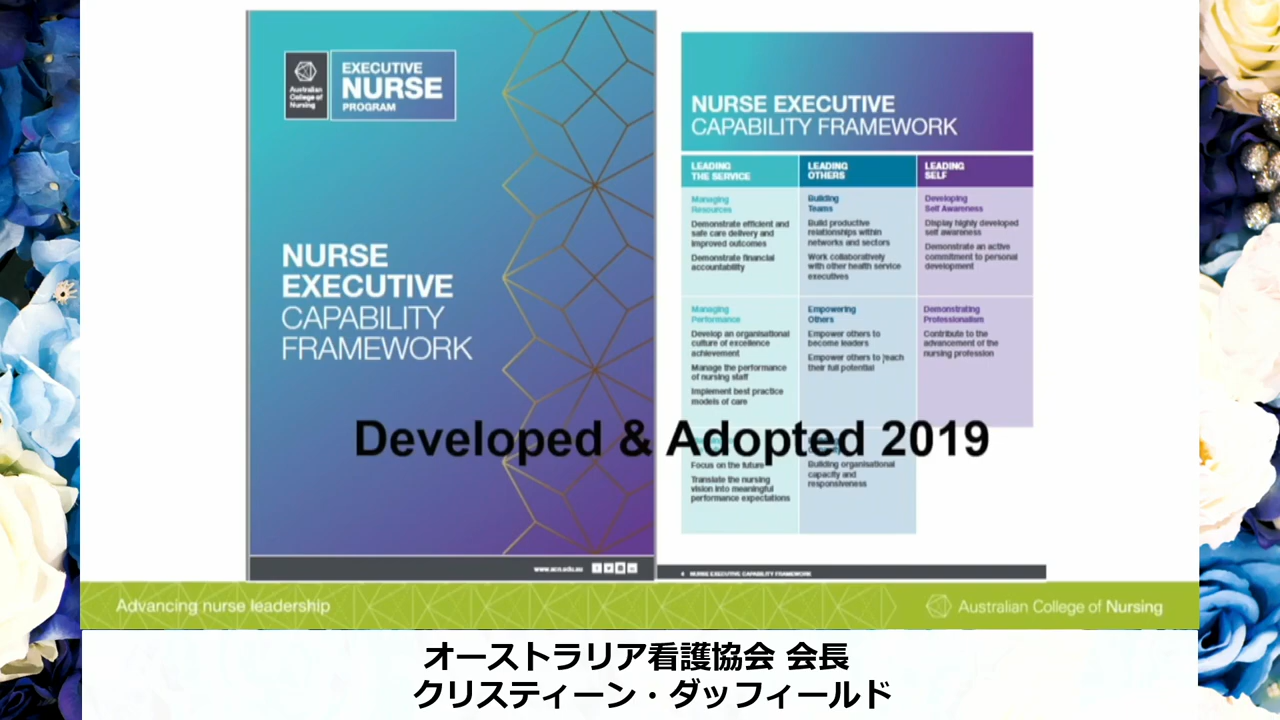 Australian
College of
Nursing
EXECUTIVE
NURSE
PROGRAM
NURSE
EXECUTIVE
CAPABILITY
FRAMEWORK
www.acn.edu.au
NURSE EXECUTIVE
CAPABILITY FRAMEWORK
LEADING
THE SERVICE
Managing
Resources
Demonstrate efficient and
safe care delivery and
improved outcomes
Demonstrate financial
accountability
Managing
Performance
Develop an organisational
culture of excellence
achievement
Manage the performance
of nursing staff
Implement best practice
models of care
Focus on the future
Translate the nursing
vision into meaningful
performance expectations
LEADING
OTHERS
Building
Teams
Build productive
relationships within
networks and sectors
Work collaboratively
with other health service
executives
Empowering
Others
Empower others to
become leaders
Empower others to reach
their full potential
Building organisational
capacity and
responsiveness
LEADING
SELF
Developing
Self Awareness
Display highly developed
self awareness
Demonstrate an active
commitment to personal
development
Demonstrating
Professionalism
Contribute to the
advancement of the
nursing profession
Developed & Adopted 2019
4 NURSE EXECUTIVE CAPABILITY FRAMEWORK
Advancing nurse leadership
Australian College of Nursing
オーストラリア看護協会 会長
クリスティーン・ダッフィールド